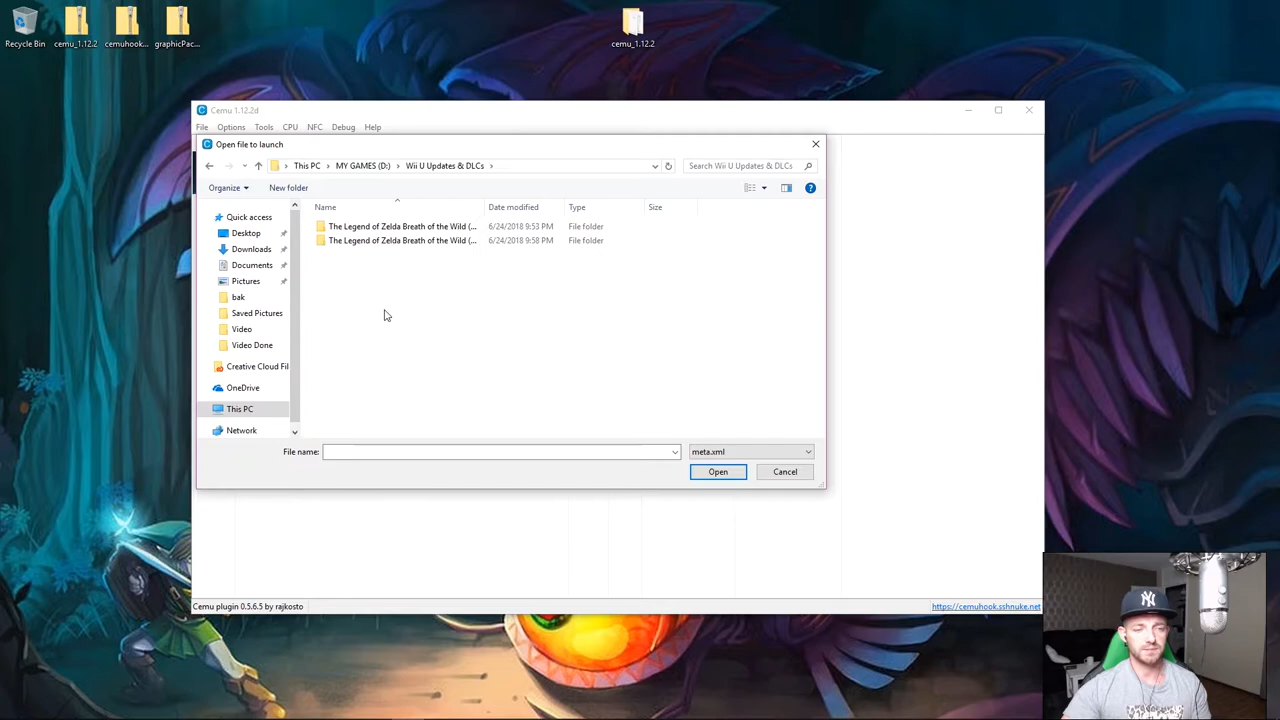 Recycle Bin
cemu_1.12.2
cemuhook...
graphicPac...
cemu_1.12.2
Cemu 1.12.2d
File Options Tools CPU NFC Debug Help
Open file to launch
This PC MY GAMES (D:) Wii U Updates & DLCs
Search Wii U Updates & DLCs
Organize New folder
Name Date modified Type Size
The Legend of Zelda Breath of the Wild (... 6/24/2018 9:53 PM File folder
The Legend of Zelda Breath of the Wild (... 6/24/2018 9:58 PM File folder
Quick access
Desktop
Downloads
Documents
Pictures
bak
Saved Pictures
Video
Video Done
Creative Cloud Fil
OneDrive
This PC
Network
File name:
meta.xml
Open Cancel
Cemu plugin 0.5.6.5 by rajkosto
https://cemuhook.sshnuke.net